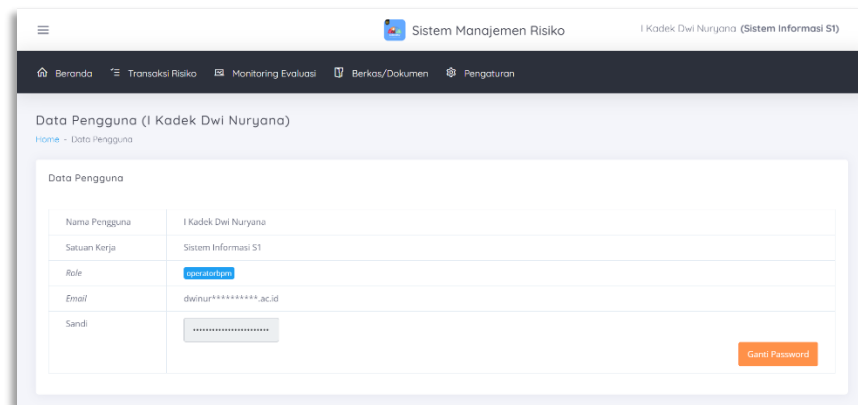 Sistem Manajemen Risiko
I Kadek Dwi Nuryana (Sistem Informasi S1)
Beranda Transaksi Risiko Monitoring Evaluasi Berkas/Dokumen Pengaturan
Data Pengguna (I Kadek Dwi Nuryana)
Home - Data Pengguna
Data Pengguna
Nama Pengguna I Kadek Dwi Nuryana
Satuan Kerja Sistem Informasi S1
Role operatorbpm
Email dwinur**********.ac.id
Sandi
Ganti Password